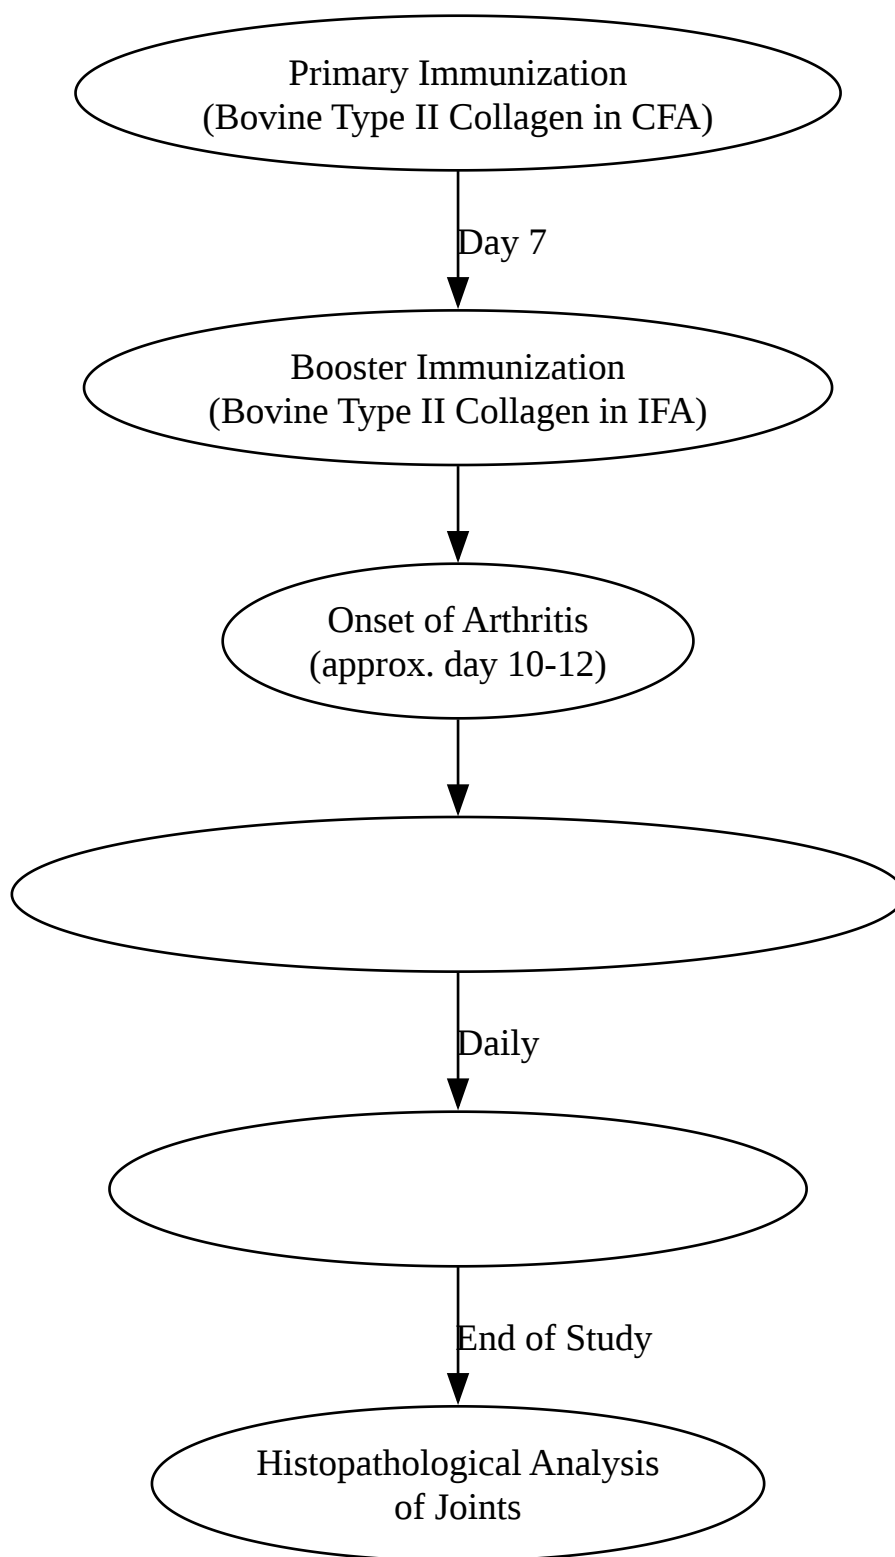 Primary Immunization
(Bovine Type II Collagen in CFA)
Day 7
Booster Immunization
(Bovine Type II Collagen in IFA)
Onset of Arthritis
(approx. day 10-12)
Daily
End of Study
Histopathological Analysis
of Joints